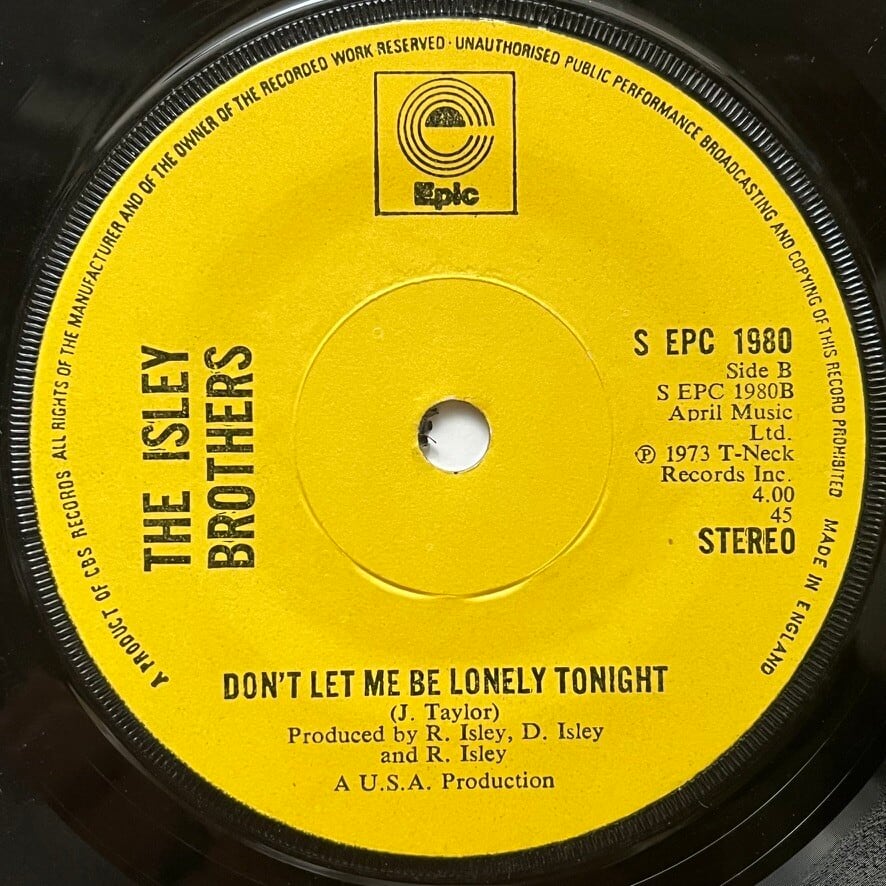 A PRODUCT OF CBS RECORDS ALL RIGHTS OF THE MANUFACTURER AND OF THE OWNER OF THE RECORDED WORK RESERVED · UNAUTHORISED PUBLIC PERFORMANCE BROADCASTING AND COPYING OF THIS RECORD PROHIBITED MADE IN ENGLAND
Epic
THE ISLEY
BROTHERS
S EPC 1980
Side B
S EPC 1980B
April Music
Ltd.
℗ 1973 T-Neck
Records Inc.
4.00
45
STEREO
DON'T LET ME BE LONELY TONIGHT
(J. Taylor)
Produced by R. Isley, D. Isley
and R. Isley
A U.S.A. Production